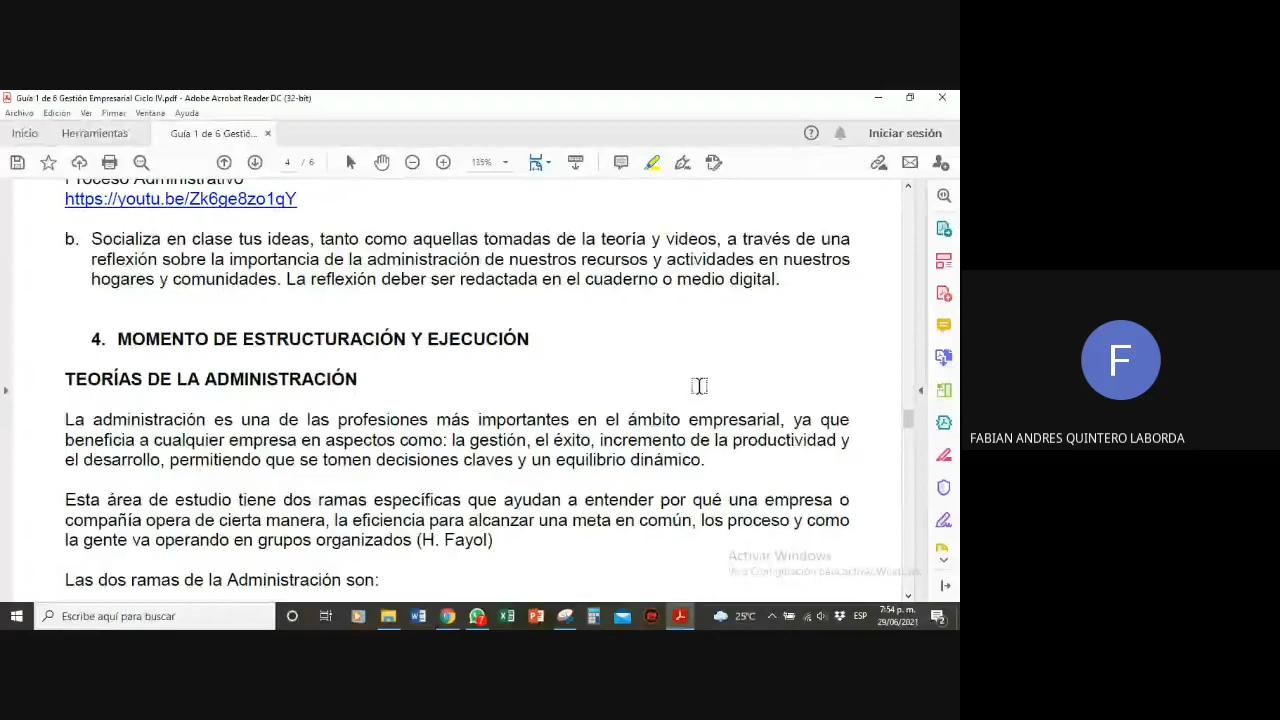 Guía 1 de 6 Gestión Empresarial Ciclo IV.pdf - Adobe Acrobat Reader DC (32-bit)
Archivo Edición Ver Firmar Ventana Ayuda
Inicio Herramientas Guía 1 de 6 Gestió... × Iniciar sesión
4 / 6 135%
Proceso Administrativo
https://youtu.be/Zk6ge8zo1qY
b. Socializa en clase tus ideas, tanto como aquellas tomadas de la teoría y videos, a través de una
reflexión sobre la importancia de la administración de nuestros recursos y actividades en nuestros
hogares y comunidades. La reflexión deber ser redactada en el cuaderno o medio digital.
4. MOMENTO DE ESTRUCTURACIÓN Y EJECUCIÓN
TEORÍAS DE LA ADMINISTRACIÓN
La administración es una de las profesiones más importantes en el ámbito empresarial, ya que
beneficia a cualquier empresa en aspectos como: la gestión, el éxito, incremento de la productividad y
el desarrollo, permitiendo que se tomen decisiones claves y un equilibrio dinámico.
Esta área de estudio tiene dos ramas específicas que ayudan a entender por qué una empresa o
compañía opera de cierta manera, la eficiencia para alcanzar una meta en común, los proceso y como
la gente va operando en grupos organizados (H. Fayol)
Las dos ramas de la Administración son:
Activar Windows
Ve a Configuración para activar Windows.
Escribe aquí para buscar
25°C
ESP
7:54 p. m.
29/06/2021
F
FABIAN ANDRES QUINTERO LABORDA